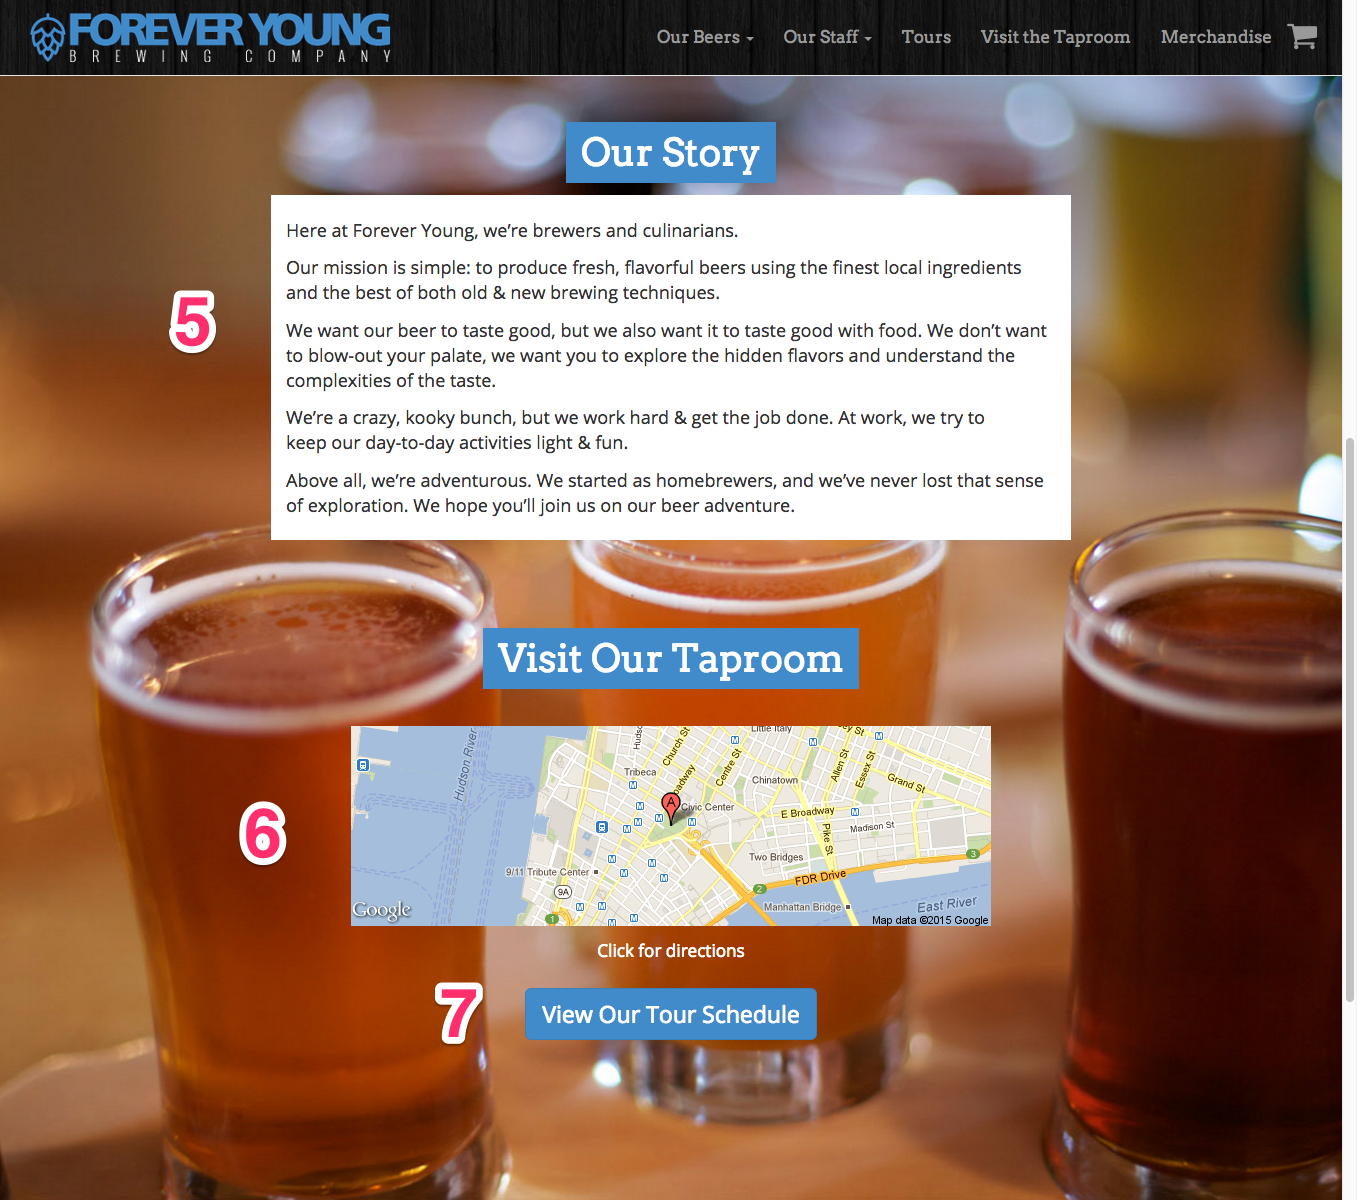 FOREVER YOUNG
BREWING COMPANY
Our Beers
Our Staff
Tours
Visit the Taproom
Merchandise
Our Story
Here at Forever Young, we’re brewers and culinarians.
Our mission is simple: to produce fresh, flavorful beers using the finest local ingredients
and the best of both old & new brewing techniques.
5
We want our beer to taste good, but we also want it to taste good with food. We don’t want
to blow-out your palate, we want you to explore the hidden flavors and understand the
complexities of the taste.
We’re a crazy, kooky bunch, but we work hard & get the job done. At work, we try to
keep our day-to-day activities light & fun.
Above all, we’re adventurous. We started as homebrewers, and we’ve never lost that sense
of exploration. We hope you’ll join us on our beer adventure.
Visit Our Taproom
6
Little Italy
Hudson River
Church St
Centre St
Allen St
Essex St
Tribeca
Chinatown
Grand St
A
Civic Center
E Broadway
Pike St
Madison St
Two Bridges
9/11 Tribute Center
FDR Drive
3
2
9A
1
Manhattan Bridge
East River
Google
Map data ©2015 Google
Click for directions
7
View Our Tour Schedule